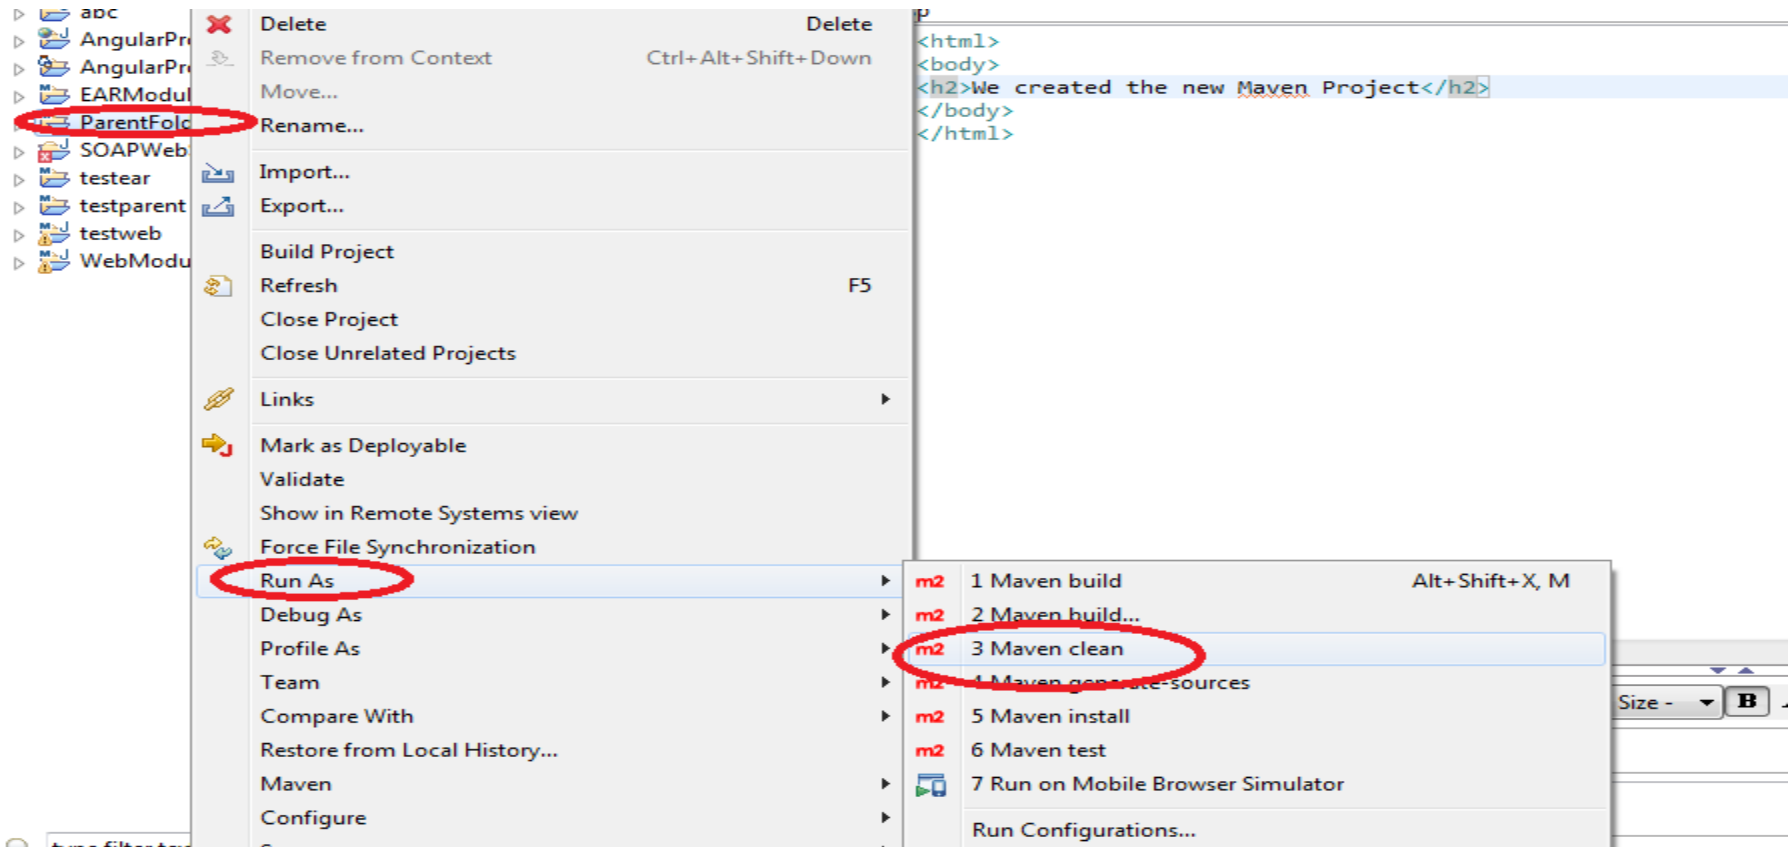 abc
AngularPr
AngularPr
EARModul
ParentFold
SOAPWeb
testear
testparent
testweb
WebModu
Delete Delete
Remove from Context Ctrl+Alt+Shift+Down
Move...
Rename...
Import...
Export...
Build Project
Refresh F5
Close Project
Close Unrelated Projects
Links
Mark as Deployable
Validate
Show in Remote Systems view
Force File Synchronization
Run As
Debug As
Profile As
Team
Compare With
Restore from Local History...
Maven
Configure
<html>
<body>
<h2>We created the new Maven Project</h2>
</body>
</html>
m2 1 Maven build Alt+Shift+X, M
m2 2 Maven build...
m2 3 Maven clean
m2 4 Maven generate-sources
m2 5 Maven install
m2 6 Maven test
7 Run on Mobile Browser Simulator
Run Configurations...
Size - B